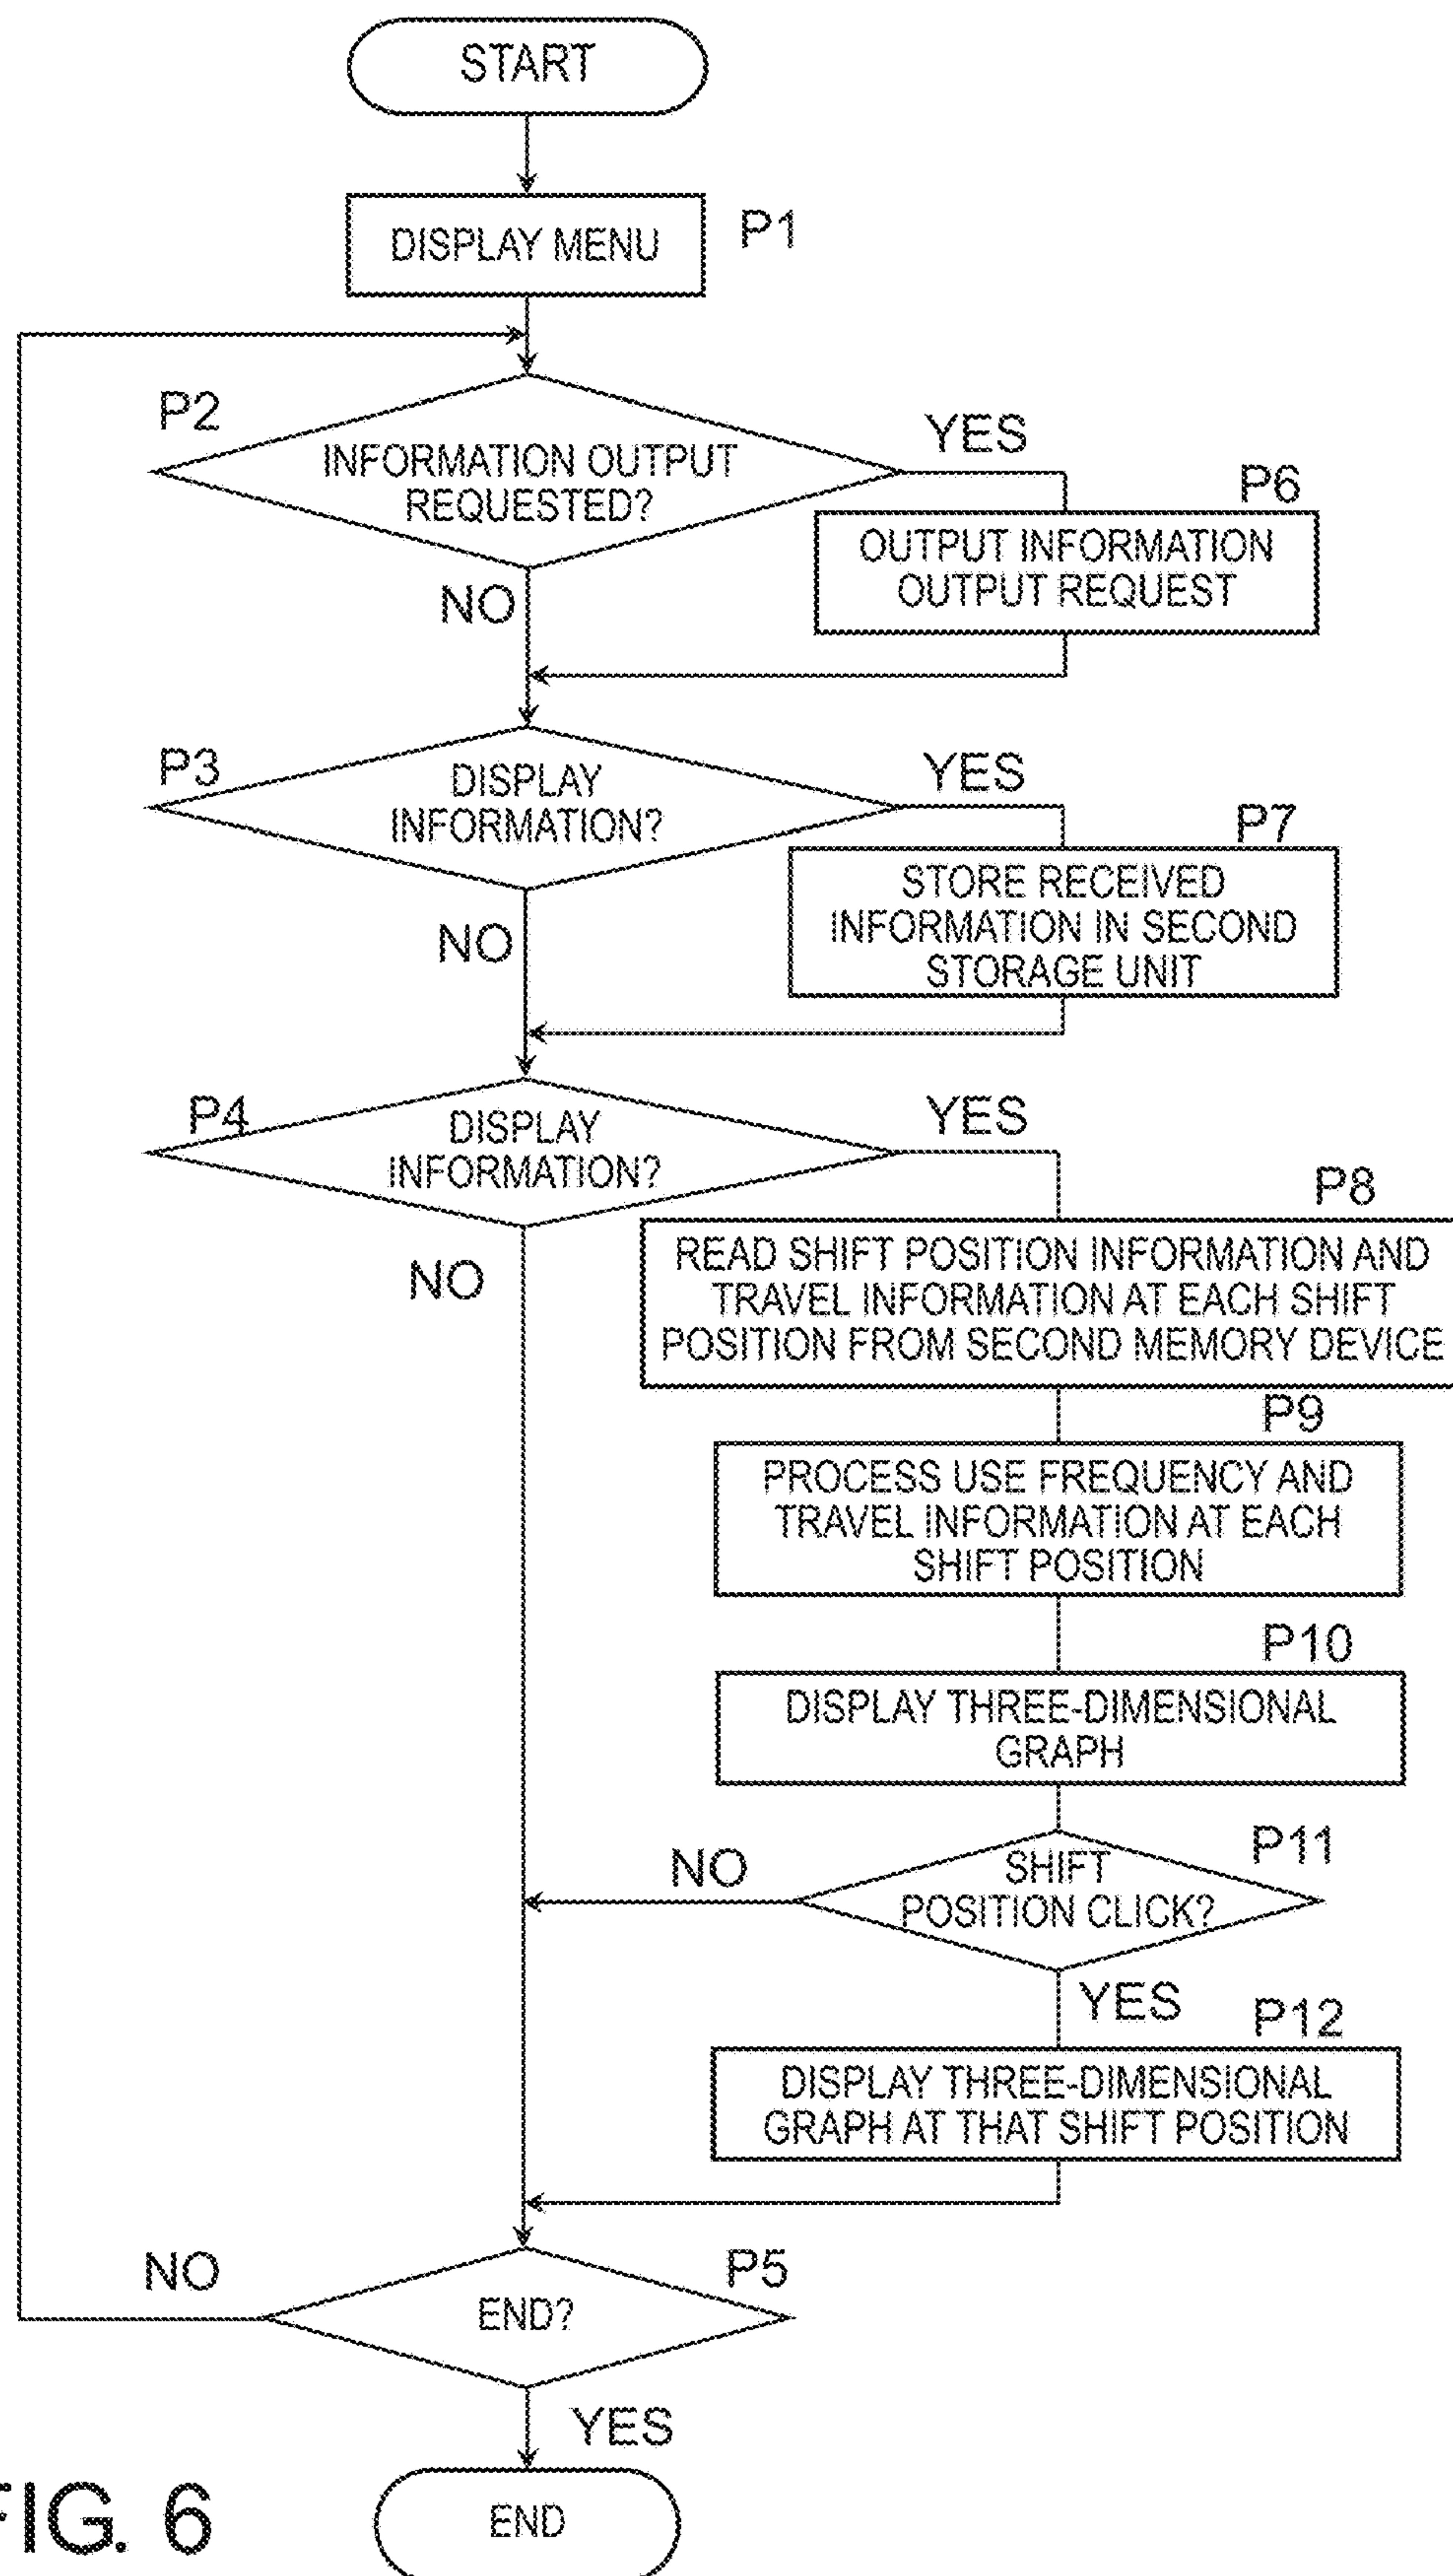 START
DISPLAY MENU
P1
P2
INFORMATION OUTPUT
REQUESTED?
YES
P6
OUTPUT INFORMATION
OUTPUT REQUEST
NO
P3
DISPLAY
INFORMATION?
YES
P7
STORE RECEIVED
INFORMATION IN SECOND
STORAGE UNIT
NO
P4
DISPLAY
INFORMATION?
YES
P8
READ SHIFT POSITION INFORMATION AND
TRAVEL INFORMATION AT EACH SHIFT
POSITION FROM SECOND MEMORY DEVICE
NO
P9
PROCESS USE FREQUENCY AND
TRAVEL INFORMATION AT EACH
SHIFT POSITION
P10
DISPLAY THREE-DIMENSIONAL
GRAPH
P11
SHIFT
POSITION CLICK?
NO
YES
P12
DISPLAY THREE-DIMENSIONAL
GRAPH AT THAT SHIFT POSITION
P5
END?
NO
YES
END
FIG. 6